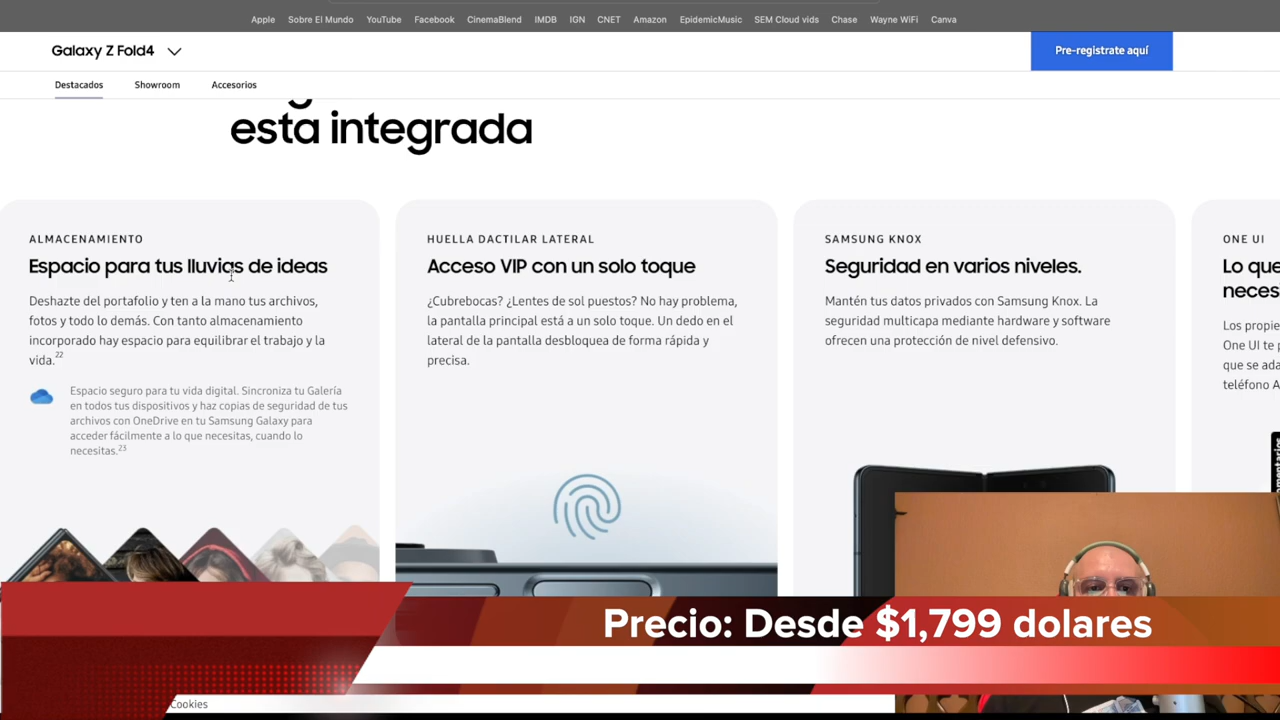 Apple Sobre El Mundo YouTube Facebook CinemaBlend IMDB IGN CNET Amazon EpidemicMusic SEM Cloud vids Chase Wayne WiFi Canva
Galaxy Z Fold4
Pre-registrate aquí
Destacados Showroom Accesorios
está integrada
ALMACENAMIENTO
Espacio para tus lluvias de ideas
Deshazte del portafolio y ten a la mano tus archivos,
fotos y todo lo demás. Con tanto almacenamiento
incorporado hay espacio para equilibrar el trabajo y la
vida.22
Espacio seguro para tu vida digital. Sincroniza tu Galería
en todos tus dispositivos y haz copias de seguridad de tus
archivos con OneDrive en tu Samsung Galaxy para
acceder fácilmente a lo que necesitas, cuando lo
necesitas.23
HUELLA DACTILAR LATERAL
Acceso VIP con un solo toque
¿Cubrebocas? ¿Lentes de sol puestos? No hay problema,
la pantalla principal está a un solo toque. Un dedo en el
lateral de la pantalla desbloquea de forma rápida y
precisa.
SAMSUNG KNOX
Seguridad en varios niveles.
Mantén tus datos privados con Samsung Knox. La
seguridad multicapa mediante hardware y software
ofrecen una protección de nivel defensivo.
ONE UI
Lo que
neces
Los propie
One UI te p
que se ada
teléfono A
Precio: Desde $1,799 dolares
Cookies